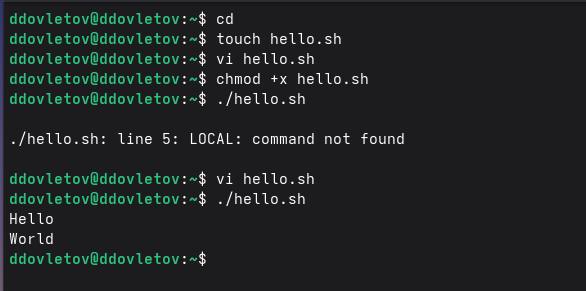 ddovletov@ddovletov:~$ cd
ddovletov@ddovletov:~$ touch hello.sh
ddovletov@ddovletov:~$ vi hello.sh
ddovletov@ddovletov:~$ chmod +x hello.sh
ddovletov@ddovletov:~$ ./hello.sh
./hello.sh: line 5: LOCAL: command not found
ddovletov@ddovletov:~$ vi hello.sh
ddovletov@ddovletov:~$ ./hello.sh
Hello
World
ddovletov@ddovletov:~$